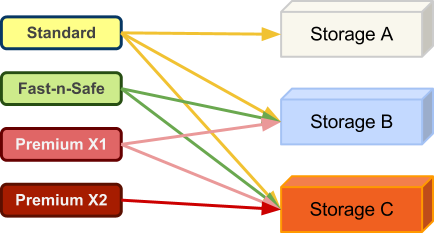 Standard
Storage A
Fast-n-Safe
Storage B
Premium X1
Premium X2
Storage C